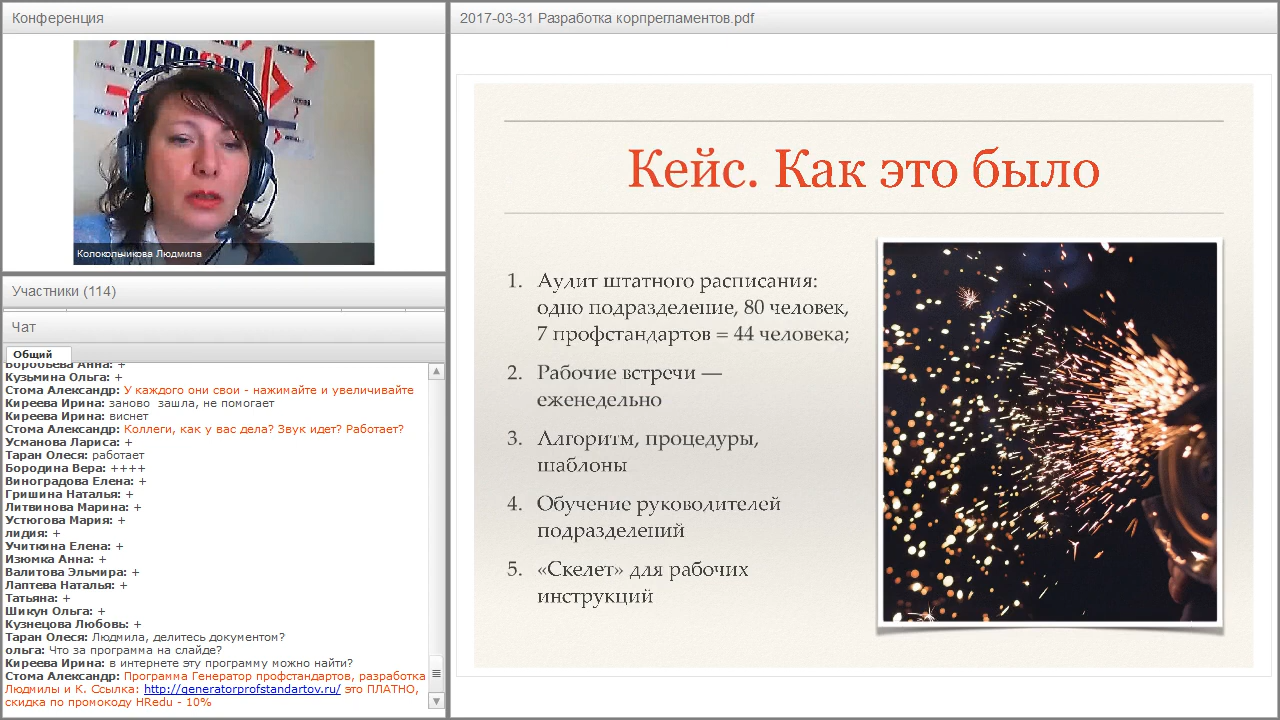 Конференция
ПЕРСОНА
Колокольчикова Людмила
Участники (114)
Чат
Общий
Воробьева Анна: +
Кузьмина Ольга: +
Стома Александр: У каждого они свои - нажимайте и увеличивайте
Киреева Ирина: заново зашла, не помогает
Киреева Ирина: виснет
Стома Александр: Коллеги, как у вас дела? Звук идет? Работает?
Усманова Лариса: +
Таран Олеся: работает
Бородина Вера: ++++
Виноградова Елена: +
Гришина Наталья: +
Литвинова Марина: +
Устюгова Мария: +
лидия: +
Учиткина Елена: +
Изюмка Анна: +
Валитова Эльмира: +
Лаптева Наталья: +
Татьяна: +
Шикун Ольга: +
Кузнецова Любовь: +
Таран Олеся: Людмила, делитесь документом?
ольга: Что за программа на слайде?
Киреева Ирина: в интернете эту программу можно найти?
Стома Александр: Программа Генератор профстандартов, разработка
Людмилы и К. Ссылка: http://generatorprofstandartov.ru/ это ПЛАТНО,
скидка по промокоду HRedu - 10%
2017-03-31 Разработка корпрегламентов.pdf
Кейс. Как это было
1. Аудит штатного расписания:
одно подразделение, 80 человек,
7 профстандартов = 44 человека;
2. Рабочие встречи —
еженедельно
3. Алгоритм, процедуры,
шаблоны
4. Обучение руководителей
подразделений
5. «Скелет» для рабочих
инструкций